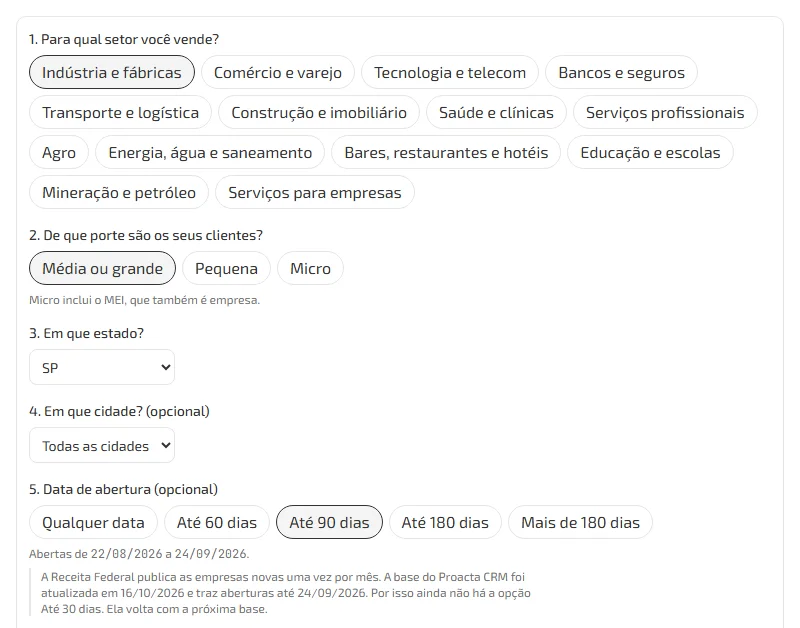 1. Para qual setor você vende?
Indústria e fábricas Comércio e varejo Tecnologia e telecom Bancos e seguros
Transporte e logística Construção e imobiliário Saúde e clínicas Serviços profissionais
Agro Energia, água e saneamento Bares, restaurantes e hotéis Educação e escolas
Mineração e petróleo Serviços para empresas
2. De que porte são os seus clientes?
Média ou grande Pequena Micro
Micro inclui o MEI, que também é empresa.
3. Em que estado?
SP
4. Em que cidade? (opcional)
Todas as cidades
5. Data de abertura (opcional)
Qualquer data Até 60 dias Até 90 dias Até 180 dias Mais de 180 dias
Abertas de 22/08/2026 a 24/09/2026.
A Receita Federal publica as empresas novas uma vez por mês. A base do Proacta CRM foi
atualizada em 16/10/2026 e traz aberturas até 24/09/2026. Por isso ainda não há a opção
Até 30 dias. Ela volta com a próxima base.